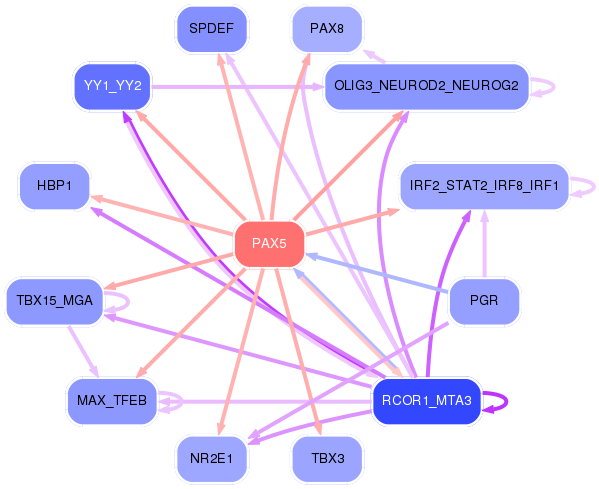 SPDEF
PAX8
YY1_YY2
OLIG3_NEUROD2_NEUROG2
HBP1
IRF2_STAT2_IRF8_IRF1
PAX5
TBX15_MGA
PGR
MAX_TFEB
RCOR1_MTA3
NR2E1
TBX3